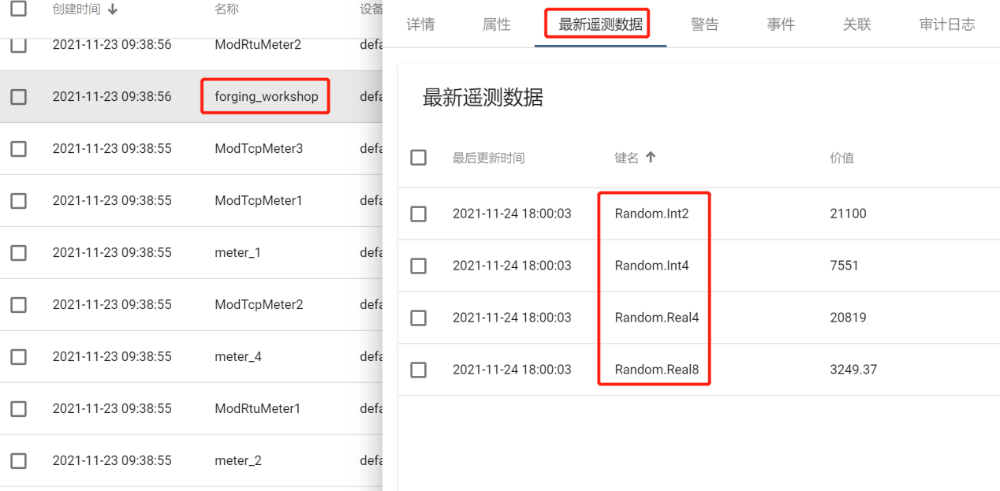 创建时间 名称 设备
2021-11-23 09:38:56 ModRtuMeter2 defa
2021-11-23 09:38:56 forging_workshop defa
2021-11-23 09:38:55 ModTcpMeter3 defa
2021-11-23 09:38:55 ModTcpMeter1 defa
2021-11-23 09:38:55 meter_1 defa
2021-11-23 09:38:55 ModTcpMeter2 defa
2021-11-23 09:38:55 meter_4 defa
2021-11-23 09:38:55 ModRtuMeter1 defa
2021-11-23 09:38:55 meter_2 defa
详情 属性 最新遥测数据 警告 事件 关联 审计日志
最新遥测数据
最后更新时间 键名 价值
2021-11-24 18:00:03 Random.Int2 21100
2021-11-24 18:00:03 Random.Int4 7551
2021-11-24 18:00:03 Random.Real4 20819
2021-11-24 18:00:03 Random.Real8 3249.37